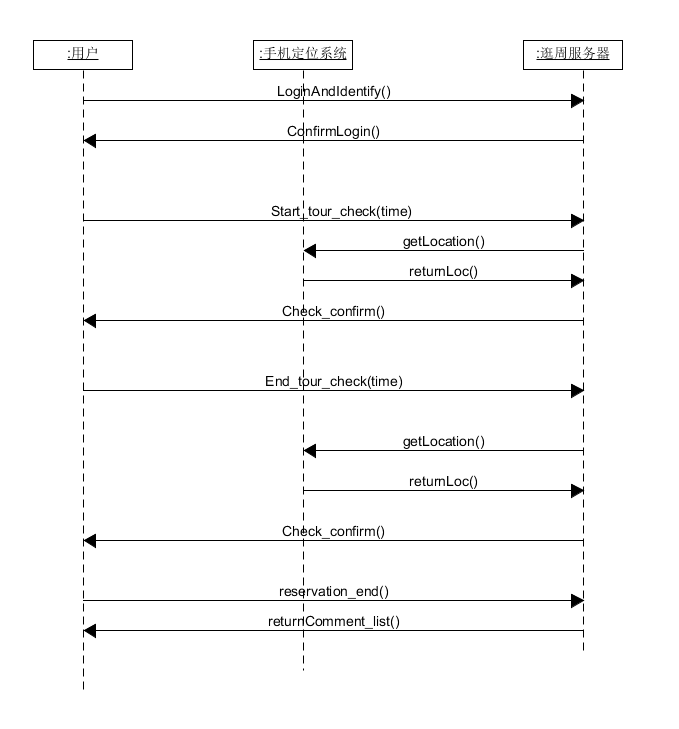 :用户
:手机定位系统
:逛周服务器
LoginAndIdentify()
ConfirmLogin()
Start_tour_check(time)
getLocation()
returnLoc()
Check_confirm()
End_tour_check(time)
getLocation()
returnLoc()
Check_confirm()
reservation_end()
returnComment_list()